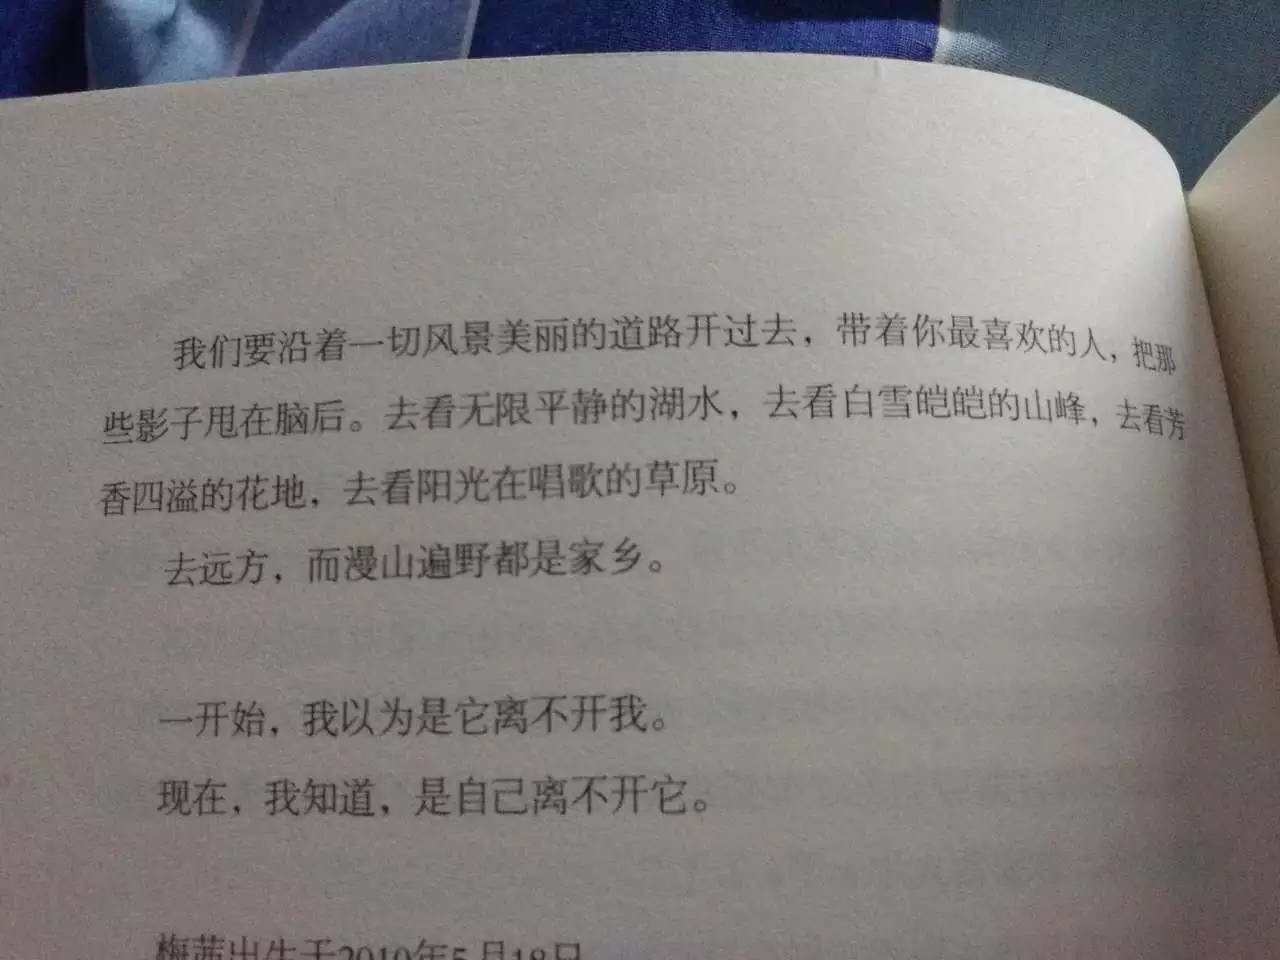 我们要沿着一切风景美丽的道路开过去，带着你最喜欢的人，把那
些影子甩在脑后。去看无限平静的湖水，去看白雪皑皑的山峰，去看芳
香四溢的花地，去看阳光在唱歌的草原。
去远方，而漫山遍野都是家乡。
一开始，我以为是它离不开我。
现在，我知道，是自己离不开它。
梅茜出生于2010年5月18日